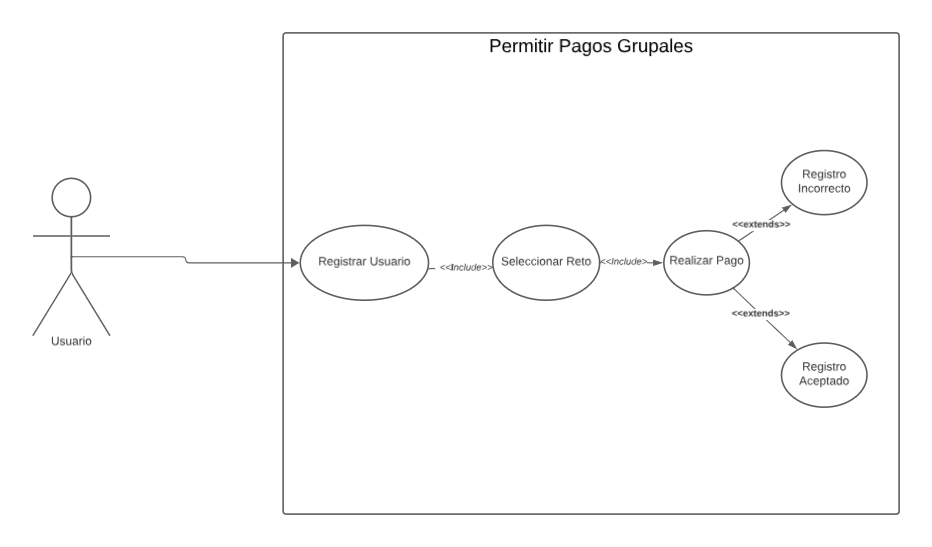 Permitir Pagos Grupales
Registro
Incorrecto
<<extends>>
Registrar Usuario
<<Include>>
Seleccionar Reto
<<Include>
Realizar Pago
<<extends>>
Usuario
Registro
Aceptado